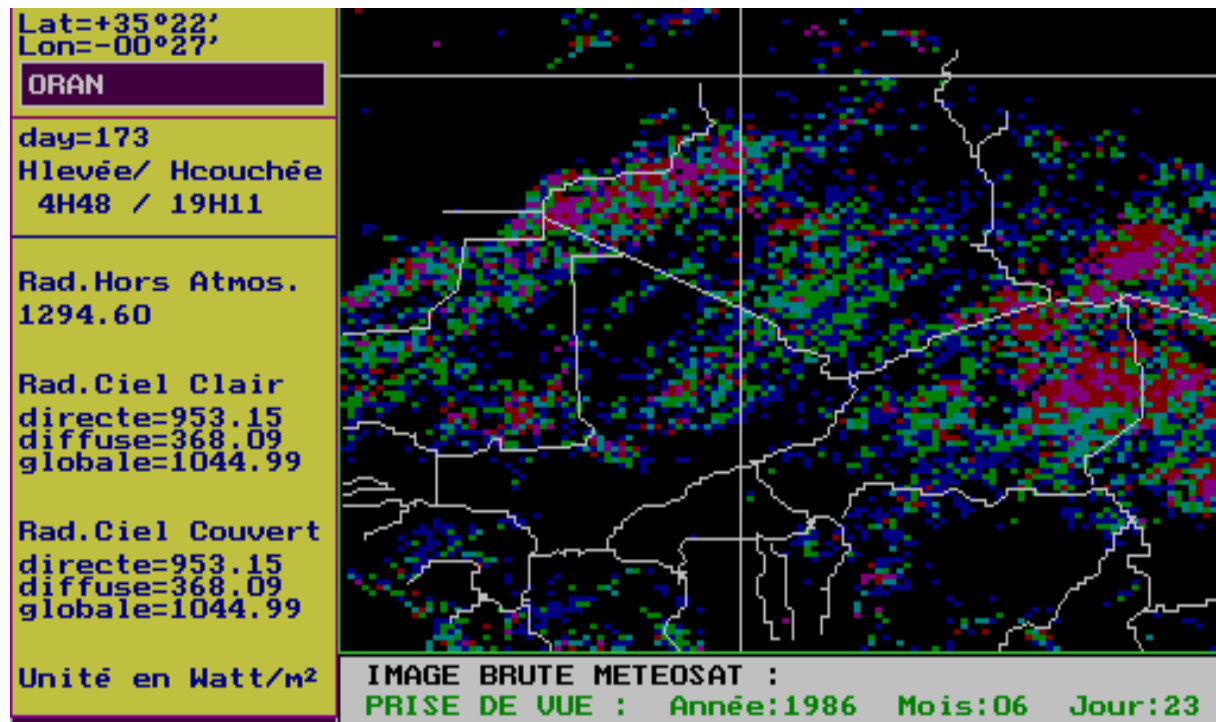 Lat=+35°22'
Lon=-00°27'
ORAN
day=173
Hlevée/ Hcouchée
4H48 / 19H11
Rad.Hors Atmos.
1294.60
Rad.Ciel Clair
directe=953.15
diffuse=368.09
globale=1044.99
Rad.Ciel Couvert
directe=953.15
diffuse=368.09
globale=1044.99
Unité en Watt/m²
IMAGE BRUTE METEOSAT :
PRISE DE VUE : Année:1986 Mois:06 Jour:23